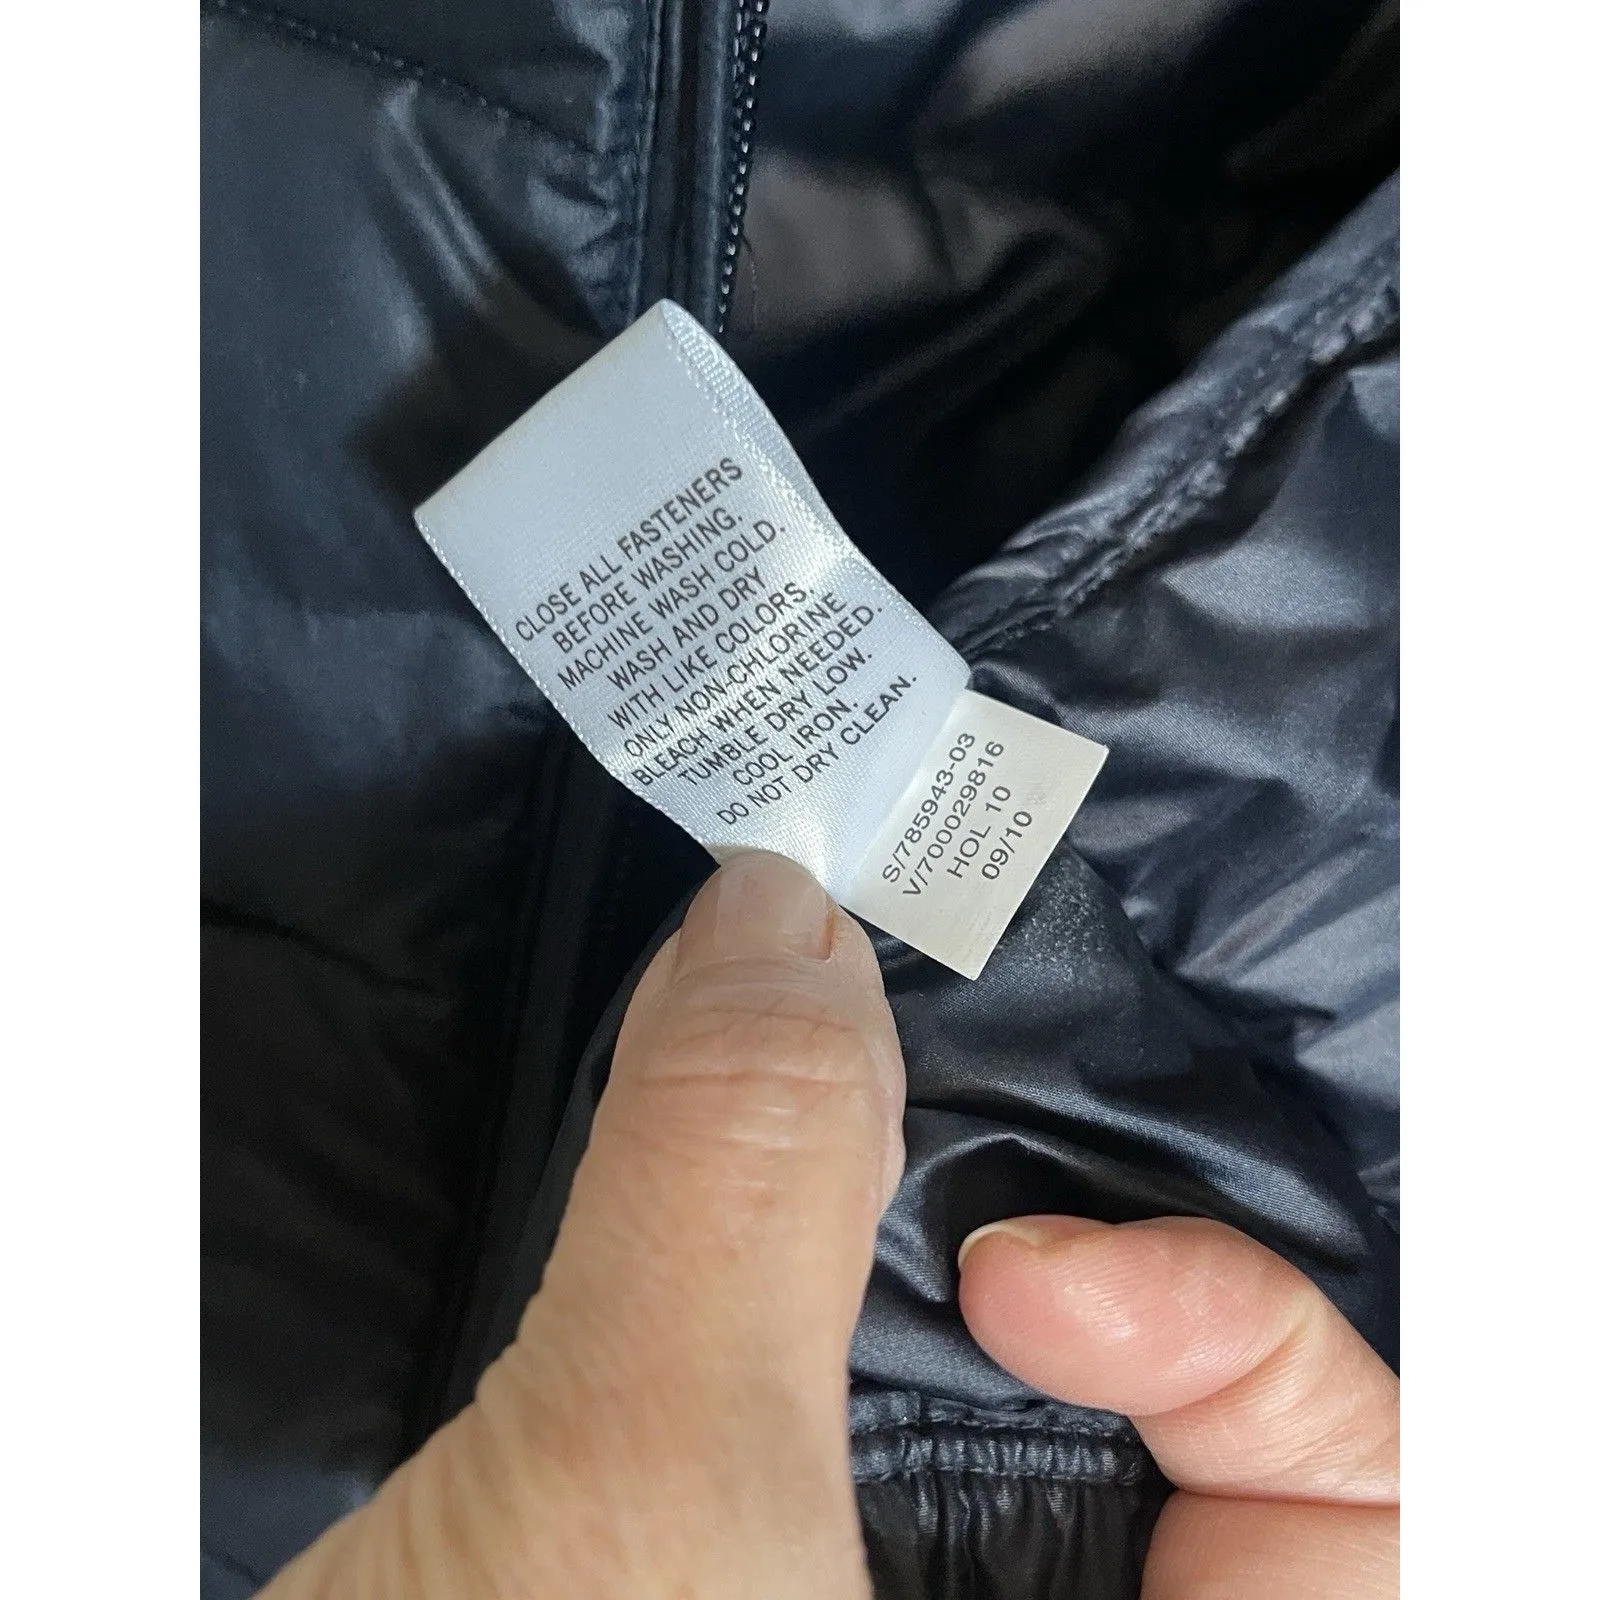 CLOSE ALL FASTENERS
BEFORE WASHING.
MACHINE WASH COLD.
WASH AND DRY
WITH LIKE COLORS.
ONLY NON-CHLORINE
BLEACH WHEN NEEDED.
TUMBLE DRY LOW.
COOL IRON.
DO NOT DRY CLEAN.
S/785943-03
V/700029816
HOL 10
09/10